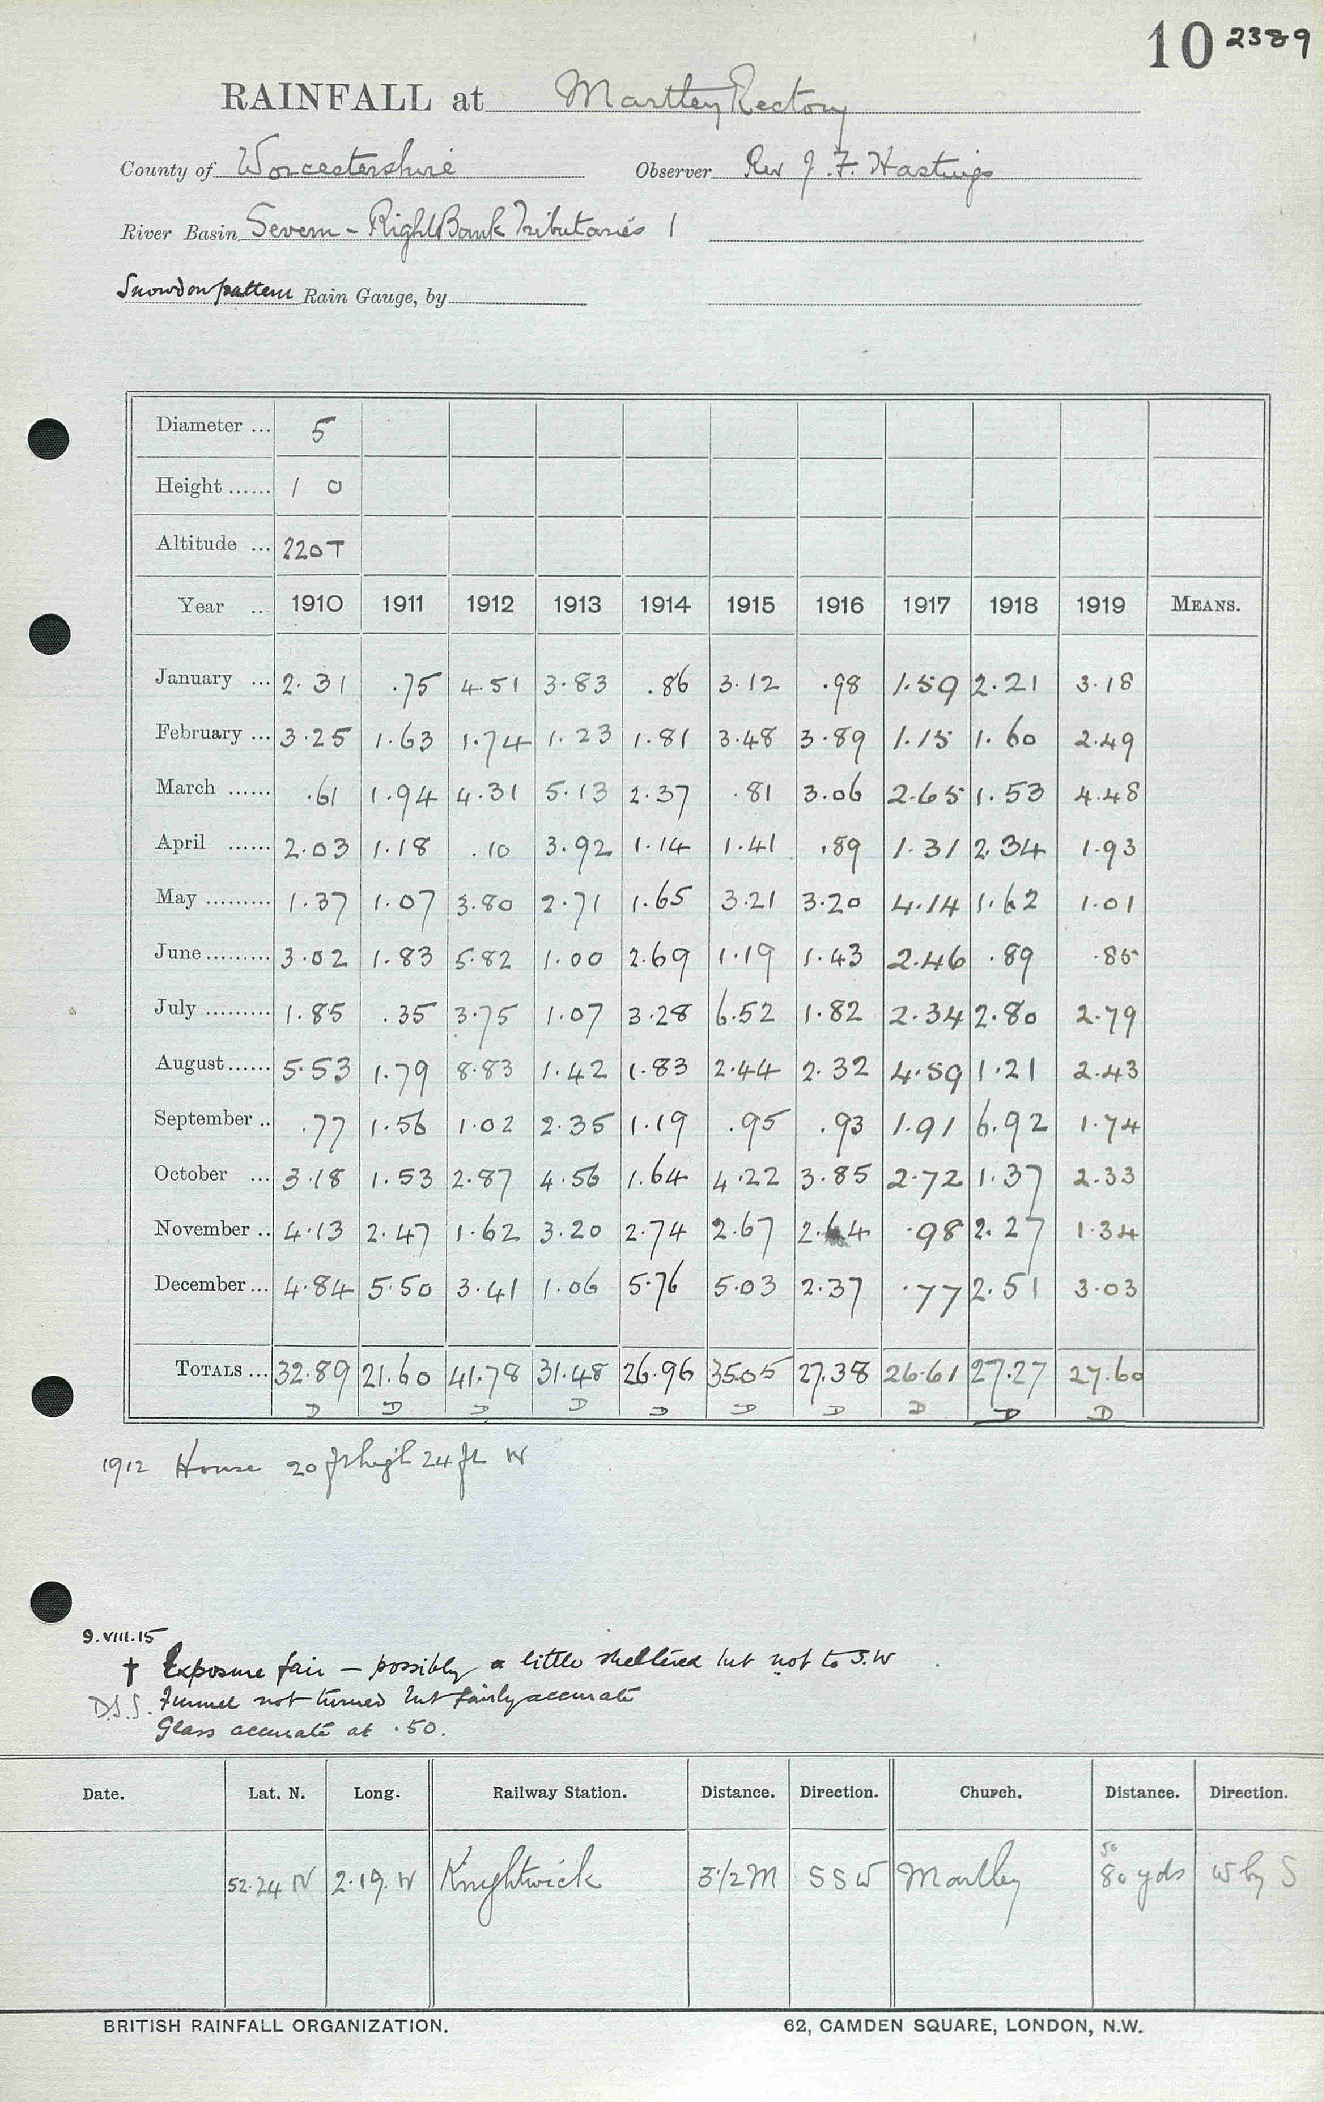 10 2389
RAINFALL at Martley Rectory
County of Worcestershire Observer Rev J. F. Hastings
River Basin Severn - Right Bank Tributaries 1
Snowdon pattern Rain Gauge, by
Diameter ... 5
Height ...... 1 0
Altitude ... 220T
Year ... 1910 1911 1912 1913 1914 1915 1916 1917 1918 1919 MEANS.
January ... 2.31 .75 4.51 3.83 .86 3.12 .98 1.59 2.21 3.18
February ... 3.25 1.63 1.74 1.23 1.81 3.48 3.89 1.15 1.60 2.49
March ...... .61 1.94 4.31 5.13 2.37 .81 3.06 2.65 1.53 4.48
April ...... 2.03 1.18 .10 3.92 1.14 1.41 .89 1.31 2.34 1.93
May ......... 1.37 1.07 3.80 2.71 1.65 3.21 3.20 4.14 1.62 1.01
June ......... 3.02 1.83 5.82 1.00 2.69 1.19 1.43 2.46 .89 .85
July ......... 1.85 .35 3.75 1.07 3.28 6.52 1.82 2.34 2.80 2.79
August ...... 5.53 1.79 8.83 1.42 1.83 2.44 2.32 4.59 1.21 2.43
September .. .77 1.56 1.02 2.35 1.19 .95 .93 1.91 6.92 1.74
October ... 3.18 1.53 2.87 4.56 1.64 4.22 3.85 2.72 1.37 2.33
November .. 4.13 2.47 1.62 3.20 2.74 2.67 2.64 .98 2.27 1.34
December ... 4.84 5.50 3.41 1.06 5.76 5.03 2.37 .77 2.51 3.03
TOTALS ... 32.89 21.60 41.78 31.48 26.96 35.05 27.38 26.61 27.27 27.60
D D D D D D D D D D
1912 House 20 ft high 24 ft W
9.VIII.15
† Exposure fair - possibly a little sheltered but not to S.W
D.S.S. Funnel not turned but fairly accurate
Glass accurate at .50.
Date. Lat. N. Long. Railway Station. Distance. Direction. Church. Distance. Direction.
50
52.24 N 2.19 W Knightwick 3 1/2 M SSW Martley 80 yds W by S
BRITISH RAINFALL ORGANIZATION. 62, CAMDEN SQUARE, LONDON, N.W.